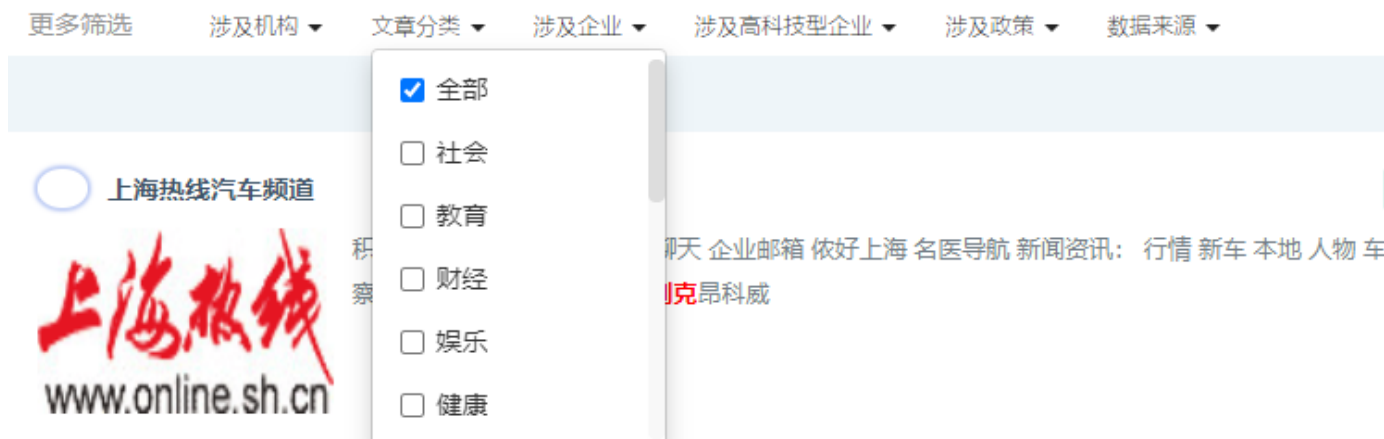 更多筛选 涉及机构 文章分类 涉及企业 涉及高科技型企业 涉及政策 数据来源
全部
社会
教育
财经
娱乐
健康
上海热线汽车频道
上海热线
www.online.sh.cn
积 聊天 企业邮箱 侬好上海 名医导航 新闻资讯： 行情 新车 本地 人物 车
察 克昂科威